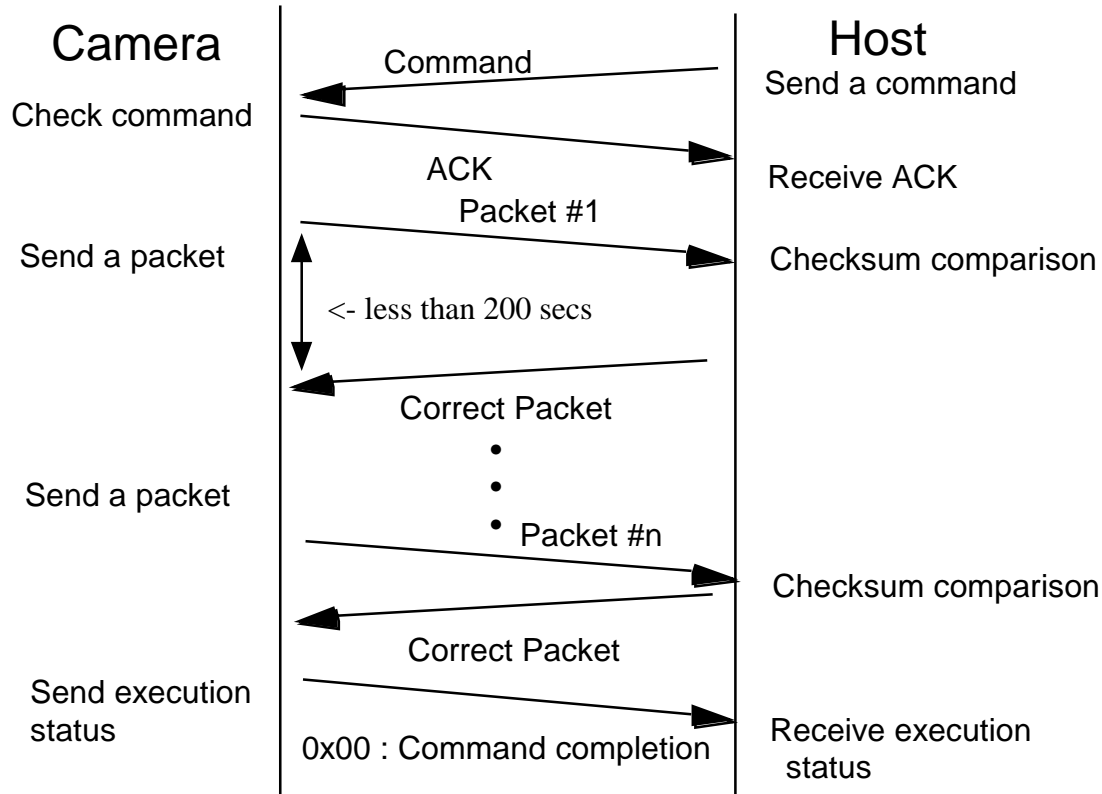 Camera
Host
Command
Send a command
Check command
ACK
Receive ACK
Packet #1
Send a packet
Checksum comparison
<- less than 200 secs
Correct Packet
Send a packet
Packet #n
Checksum comparison
Correct Packet
Send execution
status
0x00 : Command completion
Receive execution
status